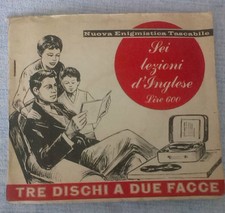 Nuova Enigmistica Tascabile
Sei
lezioni
d'Inglese
Lire 600
TRE DISCHI A DUE FACCE